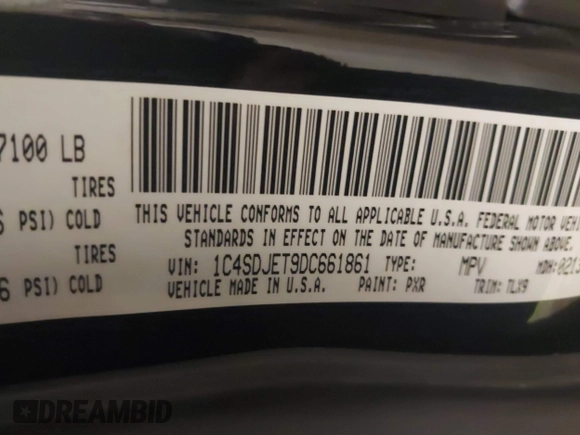 7100 LB
TIRES
PSI) COLD
TIRES
6 PSI) COLD
THIS VEHICLE CONFORMS TO ALL APPLICABLE U.S.A. FEDERAL MOTOR
STANDARDS IN EFFECT ON THE DATE OF MANUFACTURE SHOWN ABOVE.
VIN: 1C4SDJET9DC661861 TYPE: MPV MDH:
VEHICLE MADE IN U.S.A. PAINT: PXR TRIM: TLX9
DREAMBID